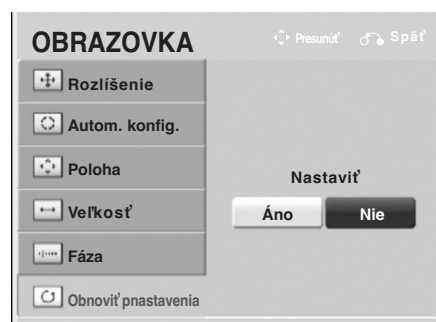 OBRAZOVKA
Presunúť Späť
Rozlíšenie
Autom. konfig.
Poloha
Veľkosť
Fáza
Obnoviť pnastavenia
Nastaviť
Áno Nie